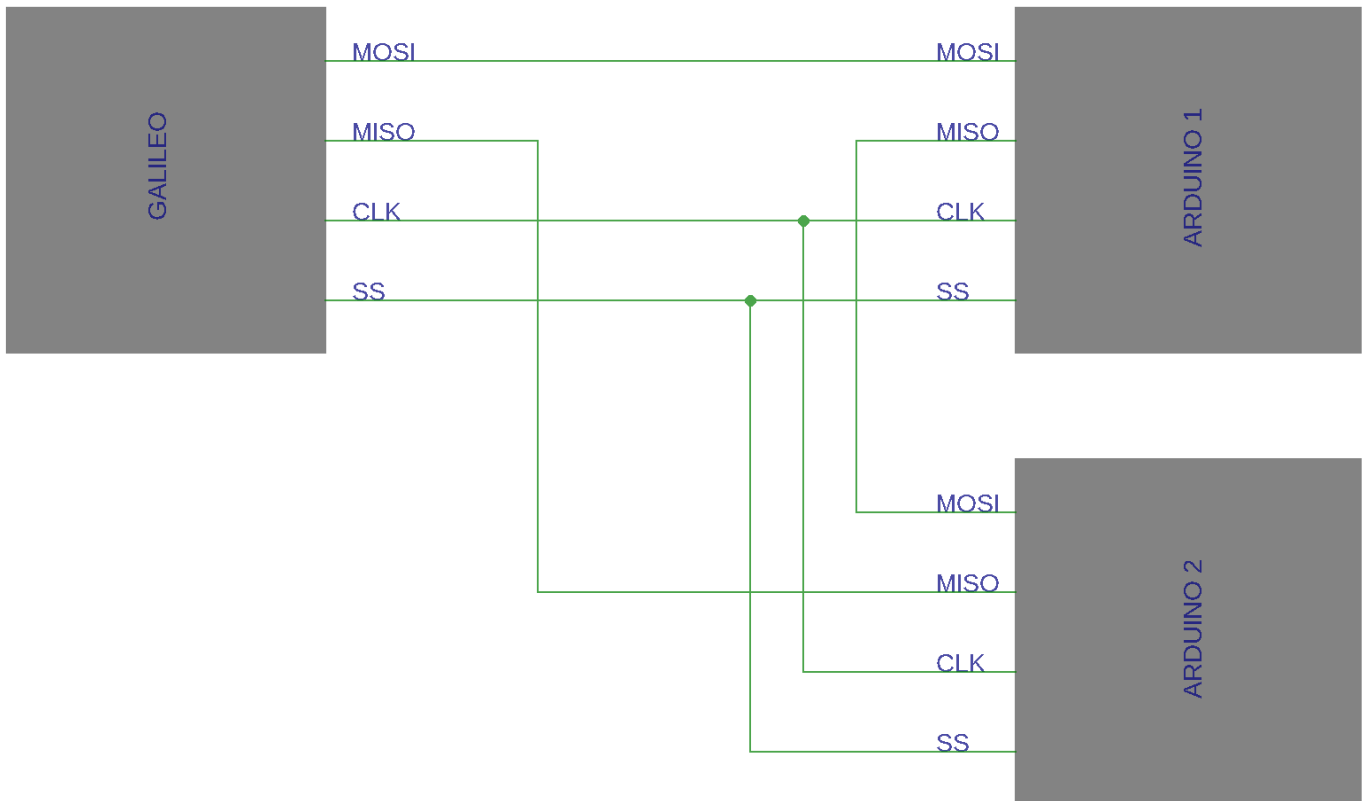 GALILEO
MOSI
MISO
CLK
SS
MOSI
MISO
CLK
SS
ARDUINO 1
MOSI
MISO
CLK
SS
ARDUINO 2